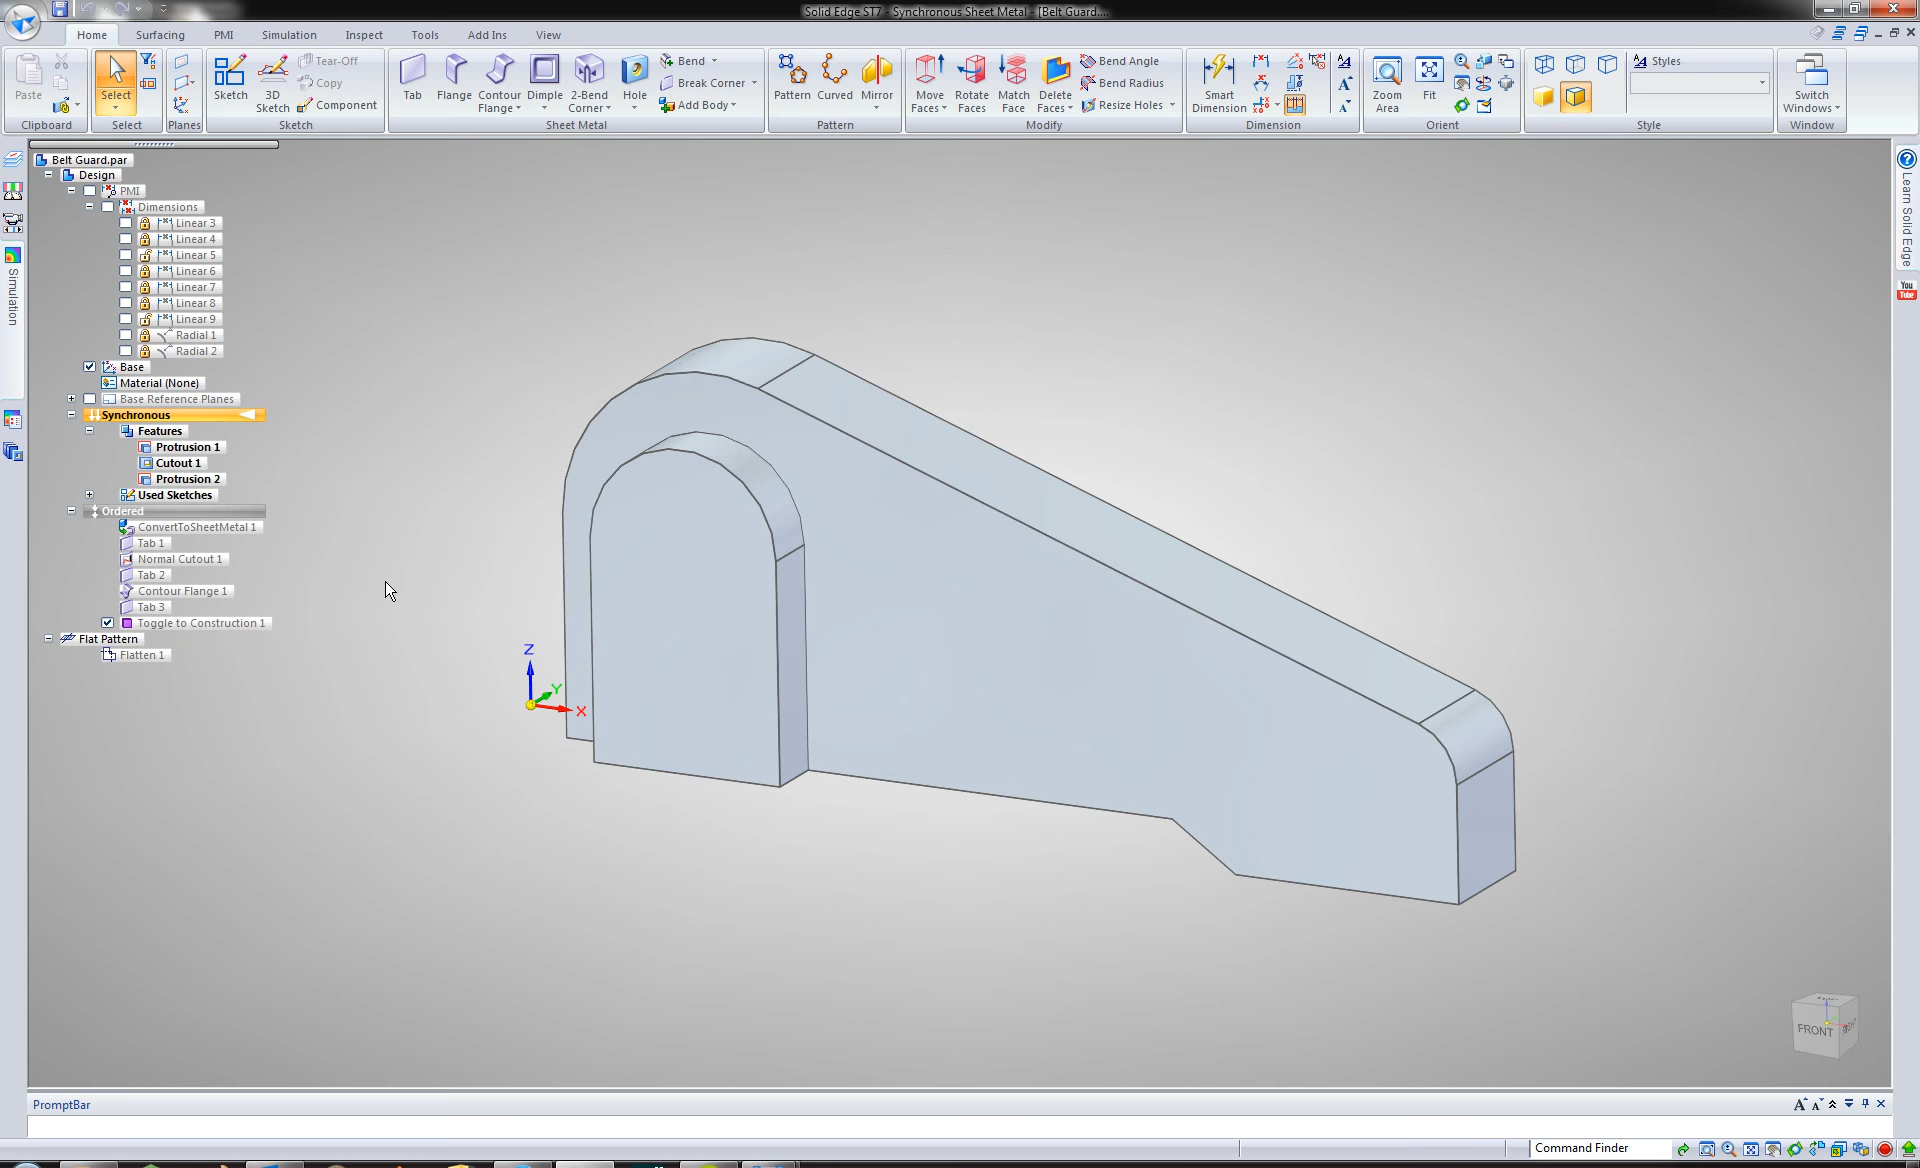 Solid Edge ST7 - Synchronous Sheet Metal - [Belt Guard....
Home Surfacing PMI Simulation Inspect Tools Add Ins View
Paste
Clipboard
Select
Select
Planes
Sketch
3D
Sketch
Tear-Off
Copy
Component
Sketch
Tab
Flange
Contour
Flange
Dimple
2-Bend
Corner
Hole
Bend
Break Corner
Add Body
Sheet Metal
Pattern
Curved
Mirror
Pattern
Move
Faces
Rotate
Faces
Match
Face
Delete
Faces
Bend Angle
Bend Radius
Resize Holes
Modify
Smart
Dimension
Dimension
Zoom
Area
Fit
Orient
Styles
Style
Switch
Windows
Window
Belt Guard.par
Design
PMI
Dimensions
Linear 3
Linear 4
Linear 5
Linear 6
Linear 7
Linear 8
Linear 9
Radial 1
Radial 2
Base
Material (None)
Base Reference Planes
Synchronous
Features
Protrusion 1
Cutout 1
Protrusion 2
Used Sketches
Ordered
ConvertToSheetMetal 1
Tab 1
Normal Cutout 1
Tab 2
Contour Flange 1
Tab 3
Toggle to Construction 1
Flat Pattern
Flatten 1
Simulation
Z
Y
X
Learn Solid Edge
You
Tube
FRONT
PromptBar
Command Finder